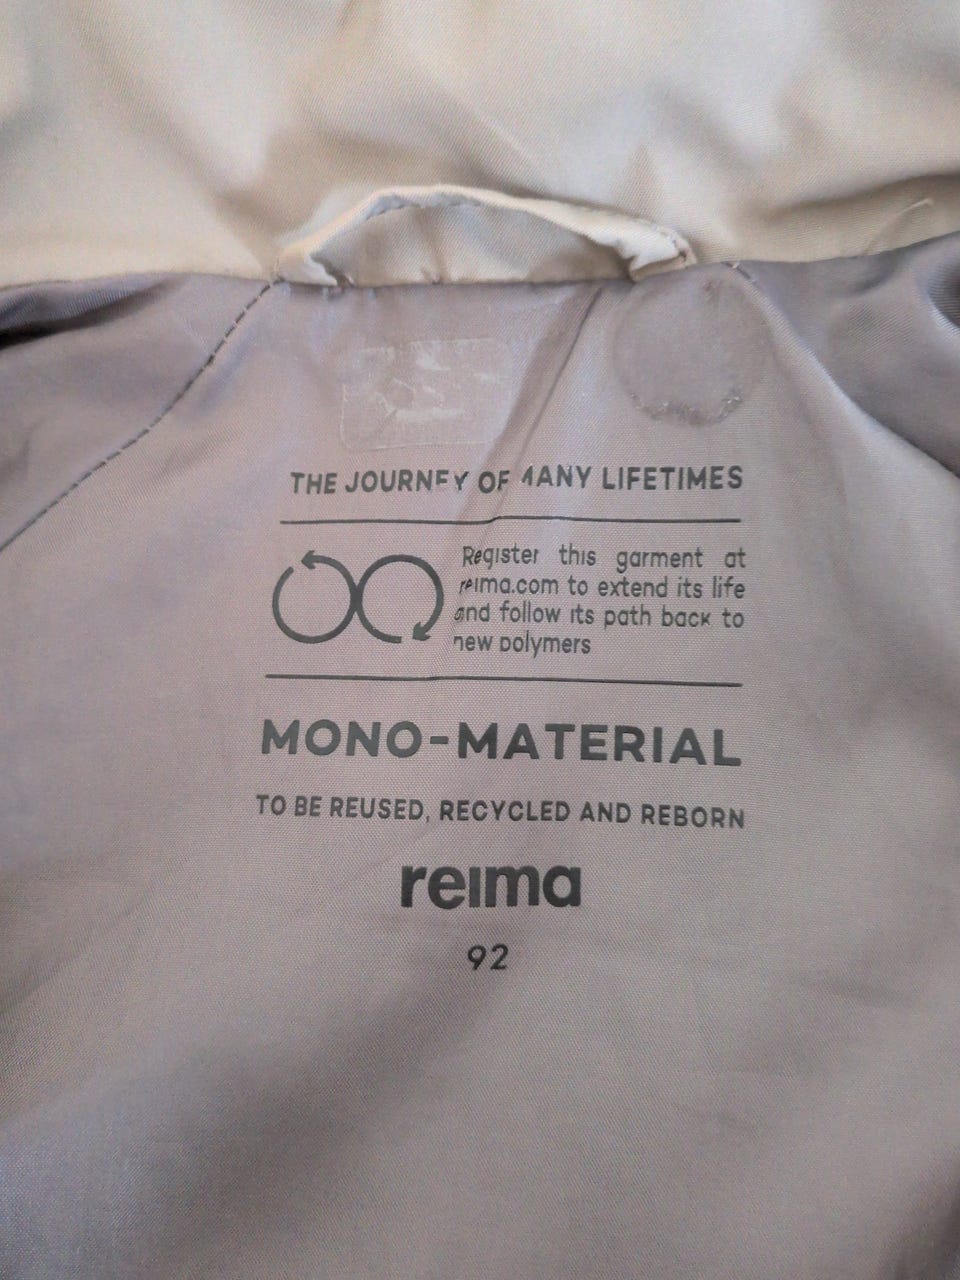 THE JOURNEY OF MANY LIFETIMES
Register this garment at
reima.com to extend its life
and follow its path back to
new polymers
MONO-MATERIAL
TO BE REUSED, RECYCLED AND REBORN
reima
92